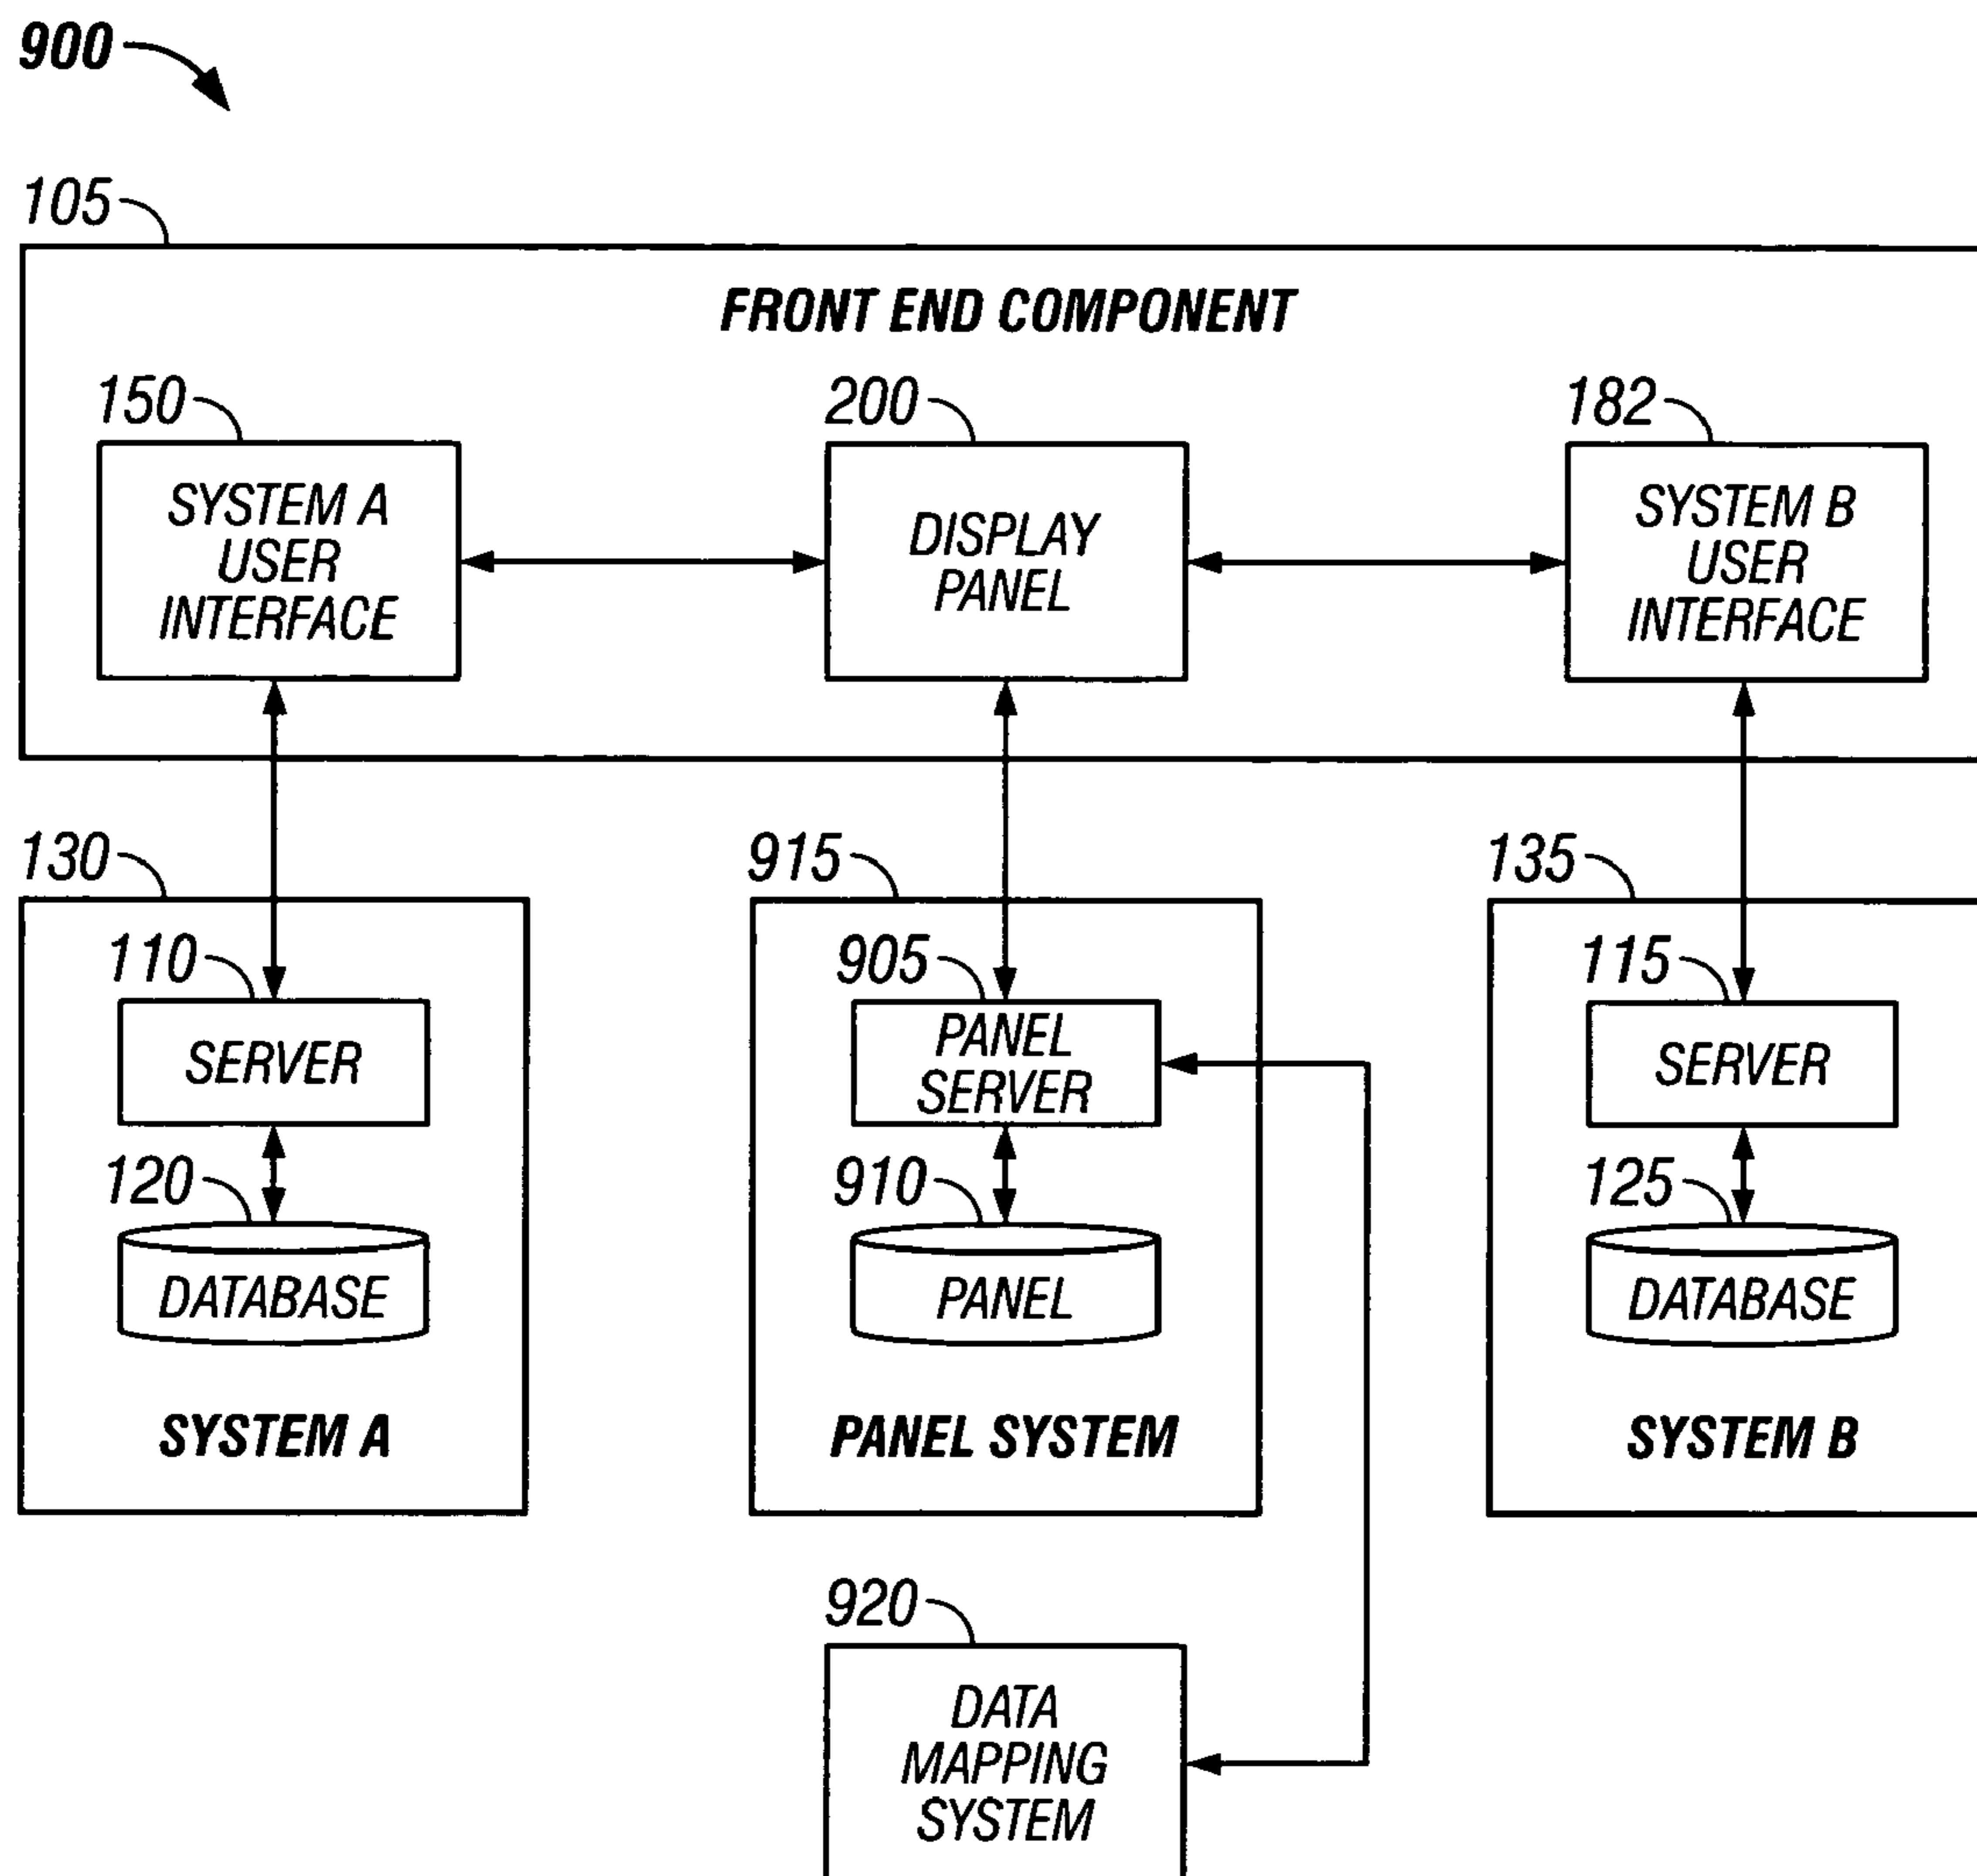 900
105
FRONT END COMPONENT
150
200
182
SYSTEM A
USER
INTERFACE
DISPLAY
PANEL
SYSTEM B
USER
INTERFACE
130
915
135
110
905
115
SERVER
PANEL
SERVER
SERVER
120
910
125
DATABASE
PANEL
DATABASE
SYSTEM A
PANEL SYSTEM
SYSTEM B
920
DATA
MAPPING
SYSTEM